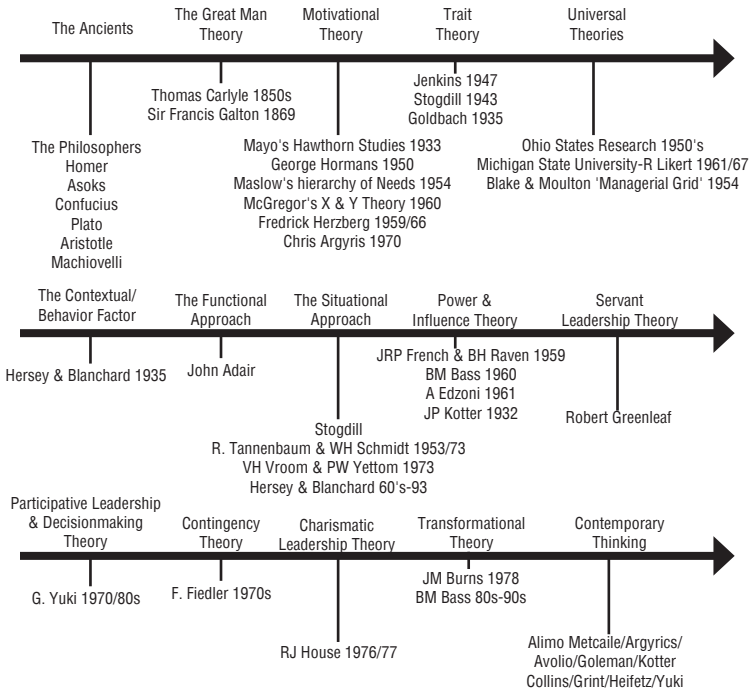 The Ancients
The Great Man
Theory
Motivational
Theory
Trait
Theory
Universal
Theories
Thomas Carlyle 1850s
Sir Francis Galton 1869
Jenkins 1947
Stogdill 1943
Goldbach 1935
The Philosophers
Homer
Asoks
Confucius
Plato
Aristotle
Machiovelli
Mayo's Hawthorn Studies 1933
George Hormans 1950
Maslow's hierarchy of Needs 1954
McGregor's X & Y Theory 1960
Fredrick Herzberg 1959/66
Chris Argyris 1970
Ohio States Research 1950's
Michigan State University-R Likert 1961/67
Blake & Moulton 'Managerial Grid' 1954
The Contextual/
Behavior Factor
The Functional
Approach
The Situational
Approach
Power &
Influence Theory
Servant
Leadership Theory
Hersey & Blanchard 1935
John Adair
Stogdill
R. Tannenbaum & WH Schmidt 1953/73
VH Vroom & PW Yettom 1973
Hersey & Blanchard 60's-93
JRP French & BH Raven 1959
BM Bass 1960
A Edzoni 1961
JP Kotter 1932
Robert Greenleaf
Participative Leadership
& Decisionmaking
Theory
Contingency
Theory
Charismatic
Leadership Theory
Transformational
Theory
Contemporary
Thinking
G. Yuki 1970/80s
F. Fiedler 1970s
RJ House 1976/77
JM Burns 1978
BM Bass 80s-90s
Alimo Metcaile/Argyrics/
Avolio/Goleman/Kotter
Collins/Grint/Heifetz/Yuki